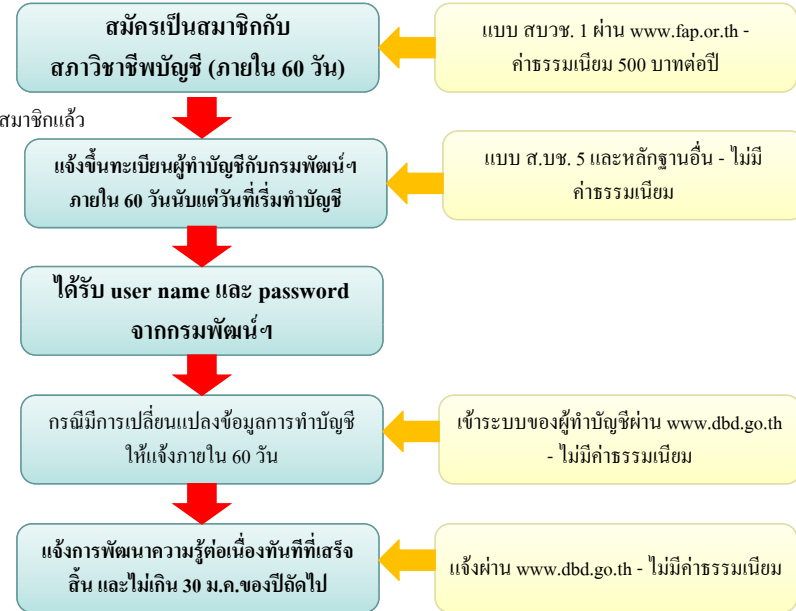 สมัครเป็นสมาชิกกับ
สภาวิชาชีพบัญชี (ภายใน 60 วัน)
แบบ สบวช. 1 ผ่าน www.fap.or.th -
ค่าธรรมเนียม 500 บาทต่อปี
สมาชิกแล้ว
แจ้งขึ้นทะเบียนผู้ทำบัญชีกับกรมพัฒน์ฯ
ภายใน 60 วันนับแต่วันที่เริ่มทำบัญชี
แบบ ส.บช. 5 และหลักฐานอื่น - ไม่มี
ค่าธรรมเนียม
ได้รับ user name และ password
จากกรมพัฒน์ฯ
กรณีมีการเปลี่ยนแปลงข้อมูลการทำบัญชี
ให้แจ้งภายใน 60 วัน
เข้าระบบของผู้ทำบัญชีผ่าน www.dbd.go.th
- ไม่มีค่าธรรมเนียม
แจ้งการพัฒนาความรู้ต่อเนื่องทันทีที่เสร็จ
สิ้น และไม่เกิน 30 ม.ค.ของปีถัดไป
แจ้งผ่าน www.dbd.go.th - ไม่มีค่าธรรมเนียม